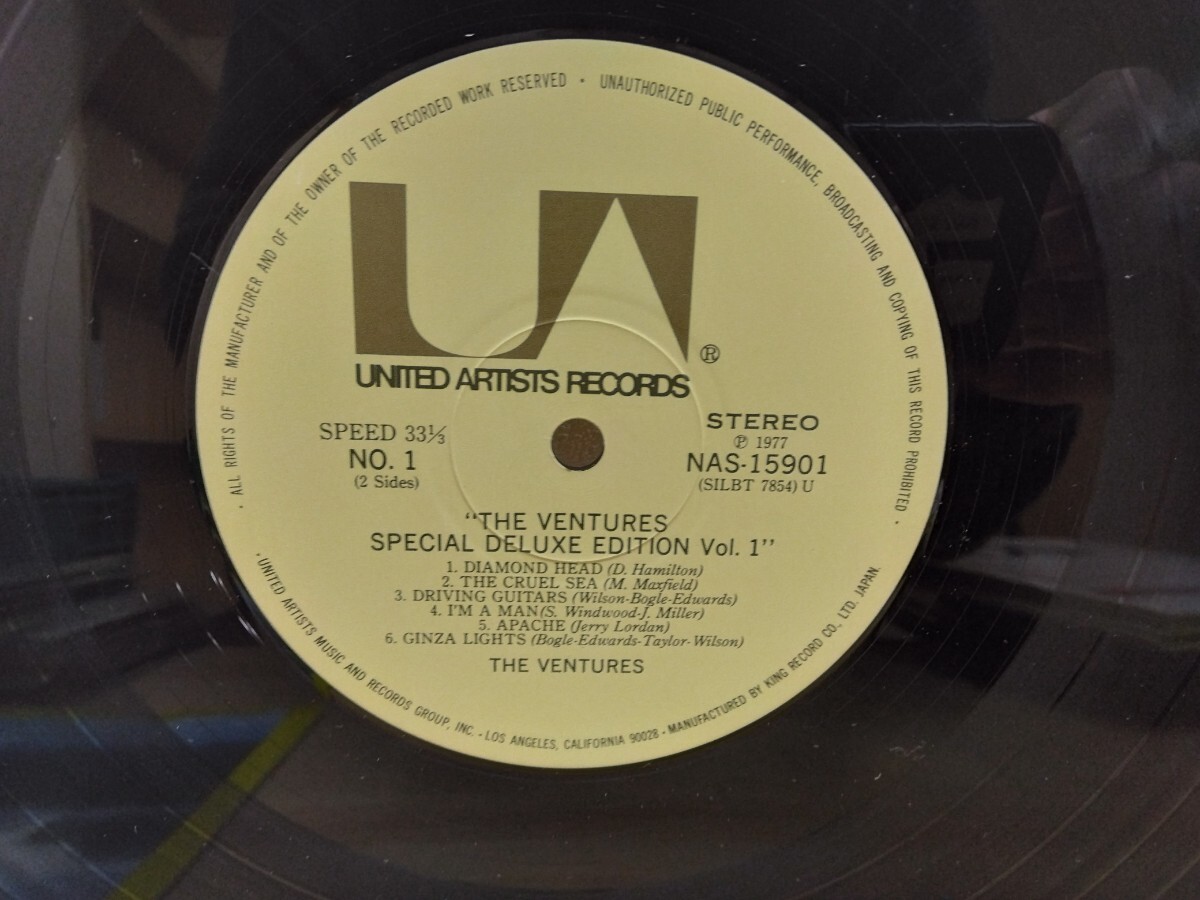 · ALL RIGHTS OF THE MANUFACTURER AND OF THE OWNER OF THE RECORDED WORK RESERVED · UNAUTHORIZED PUBLIC PERFORMANCE, BROADCASTING AND COPYING OF THIS RECORD PROHIBITED ·
UA ®
UNITED ARTISTS RECORDS
SPEED 33⅓
NO. 1
(2 Sides)
STEREO
Ⓟ 1977
NAS-15901
(SILBT 7854) U
"THE VENTURES
SPECIAL DELUXE EDITION Vol. 1"
1. DIAMOND HEAD (D. Hamilton)
2. THE CRUEL SEA (M. Maxfield)
3. DRIVING GUITARS (Wilson-Bogle-Edwards)
4. I'M A MAN (S. Windwood-J. Miller)
5. APACHE (Jerry Lordan)
6. GINZA LIGHTS (Bogle-Edwards-Taylor-Wilson)
THE VENTURES
· UNITED ARTISTS MUSIC AND RECORDS GROUP, INC. · LOS ANGELES, CALIFORNIA 90028 · MANUFACTURED BY KING RECORD CO., LTD. JAPAN.